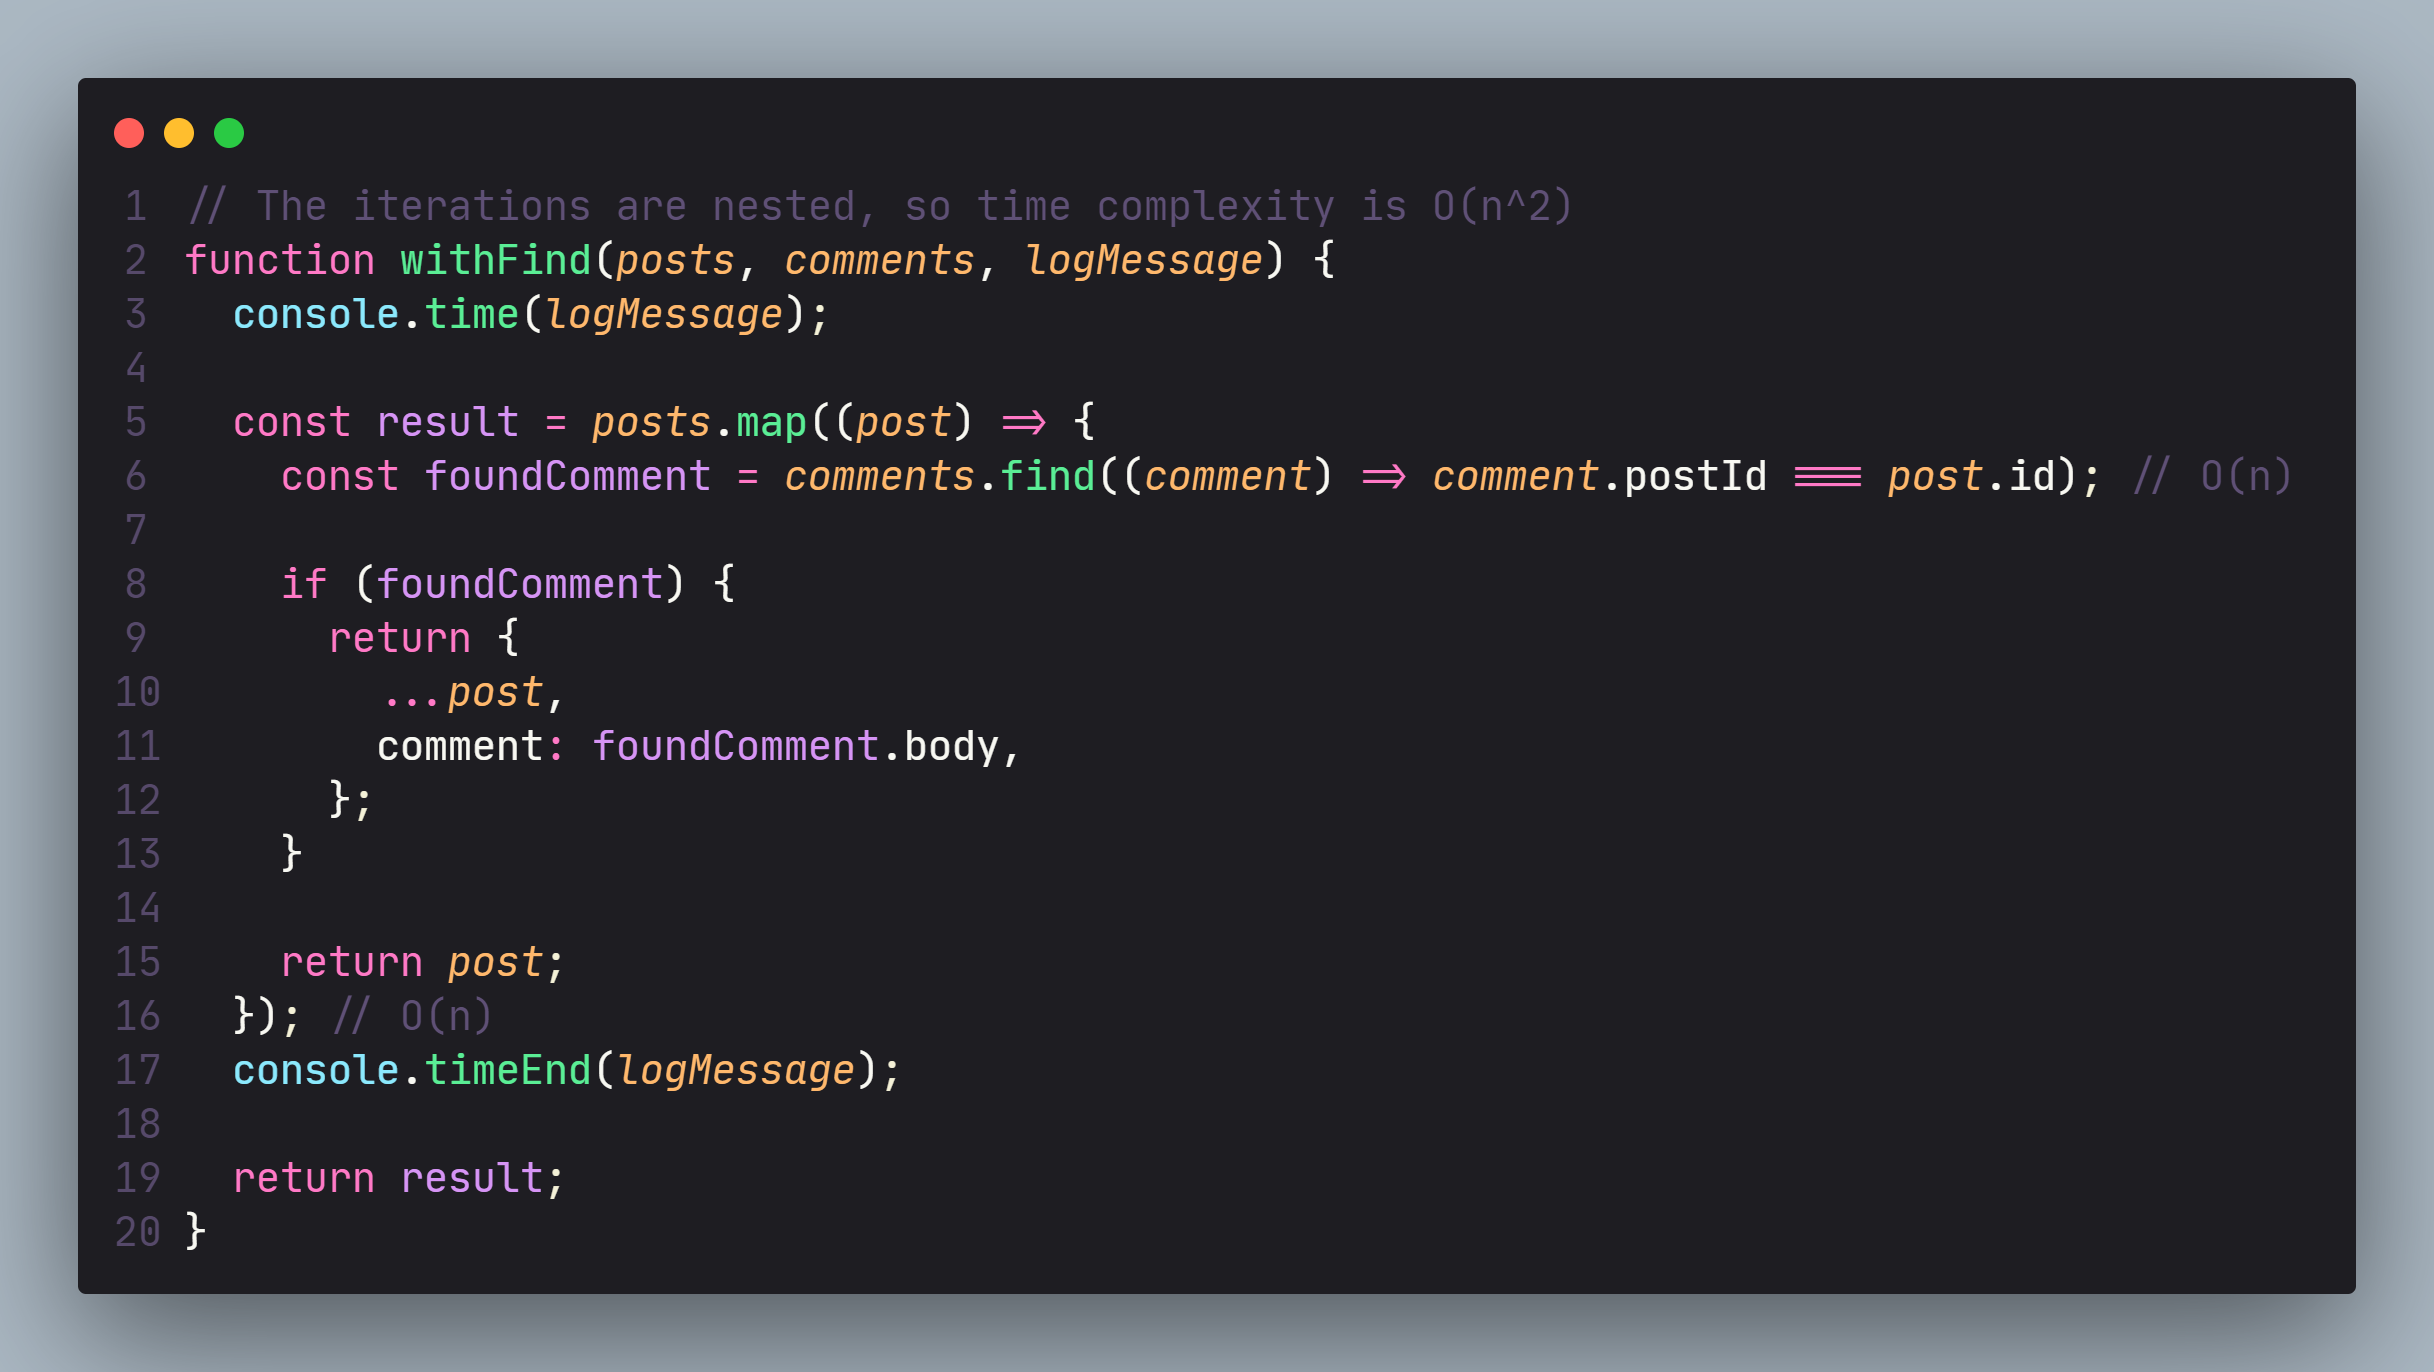 1 // The iterations are nested, so time complexity is O(n^2)
2 function withFind(posts, comments, logMessage) {
3   console.time(logMessage);
4
5   const result = posts.map((post) => {
6     const foundComment = comments.find((comment) => comment.postId === post.id); // O(n)
7
8     if (foundComment) {
9       return {
10         ...post,
11         comment: foundComment.body,
12       };
13     }
14
15     return post;
16   }); // O(n)
17   console.timeEnd(logMessage);
18
19   return result;
20 }